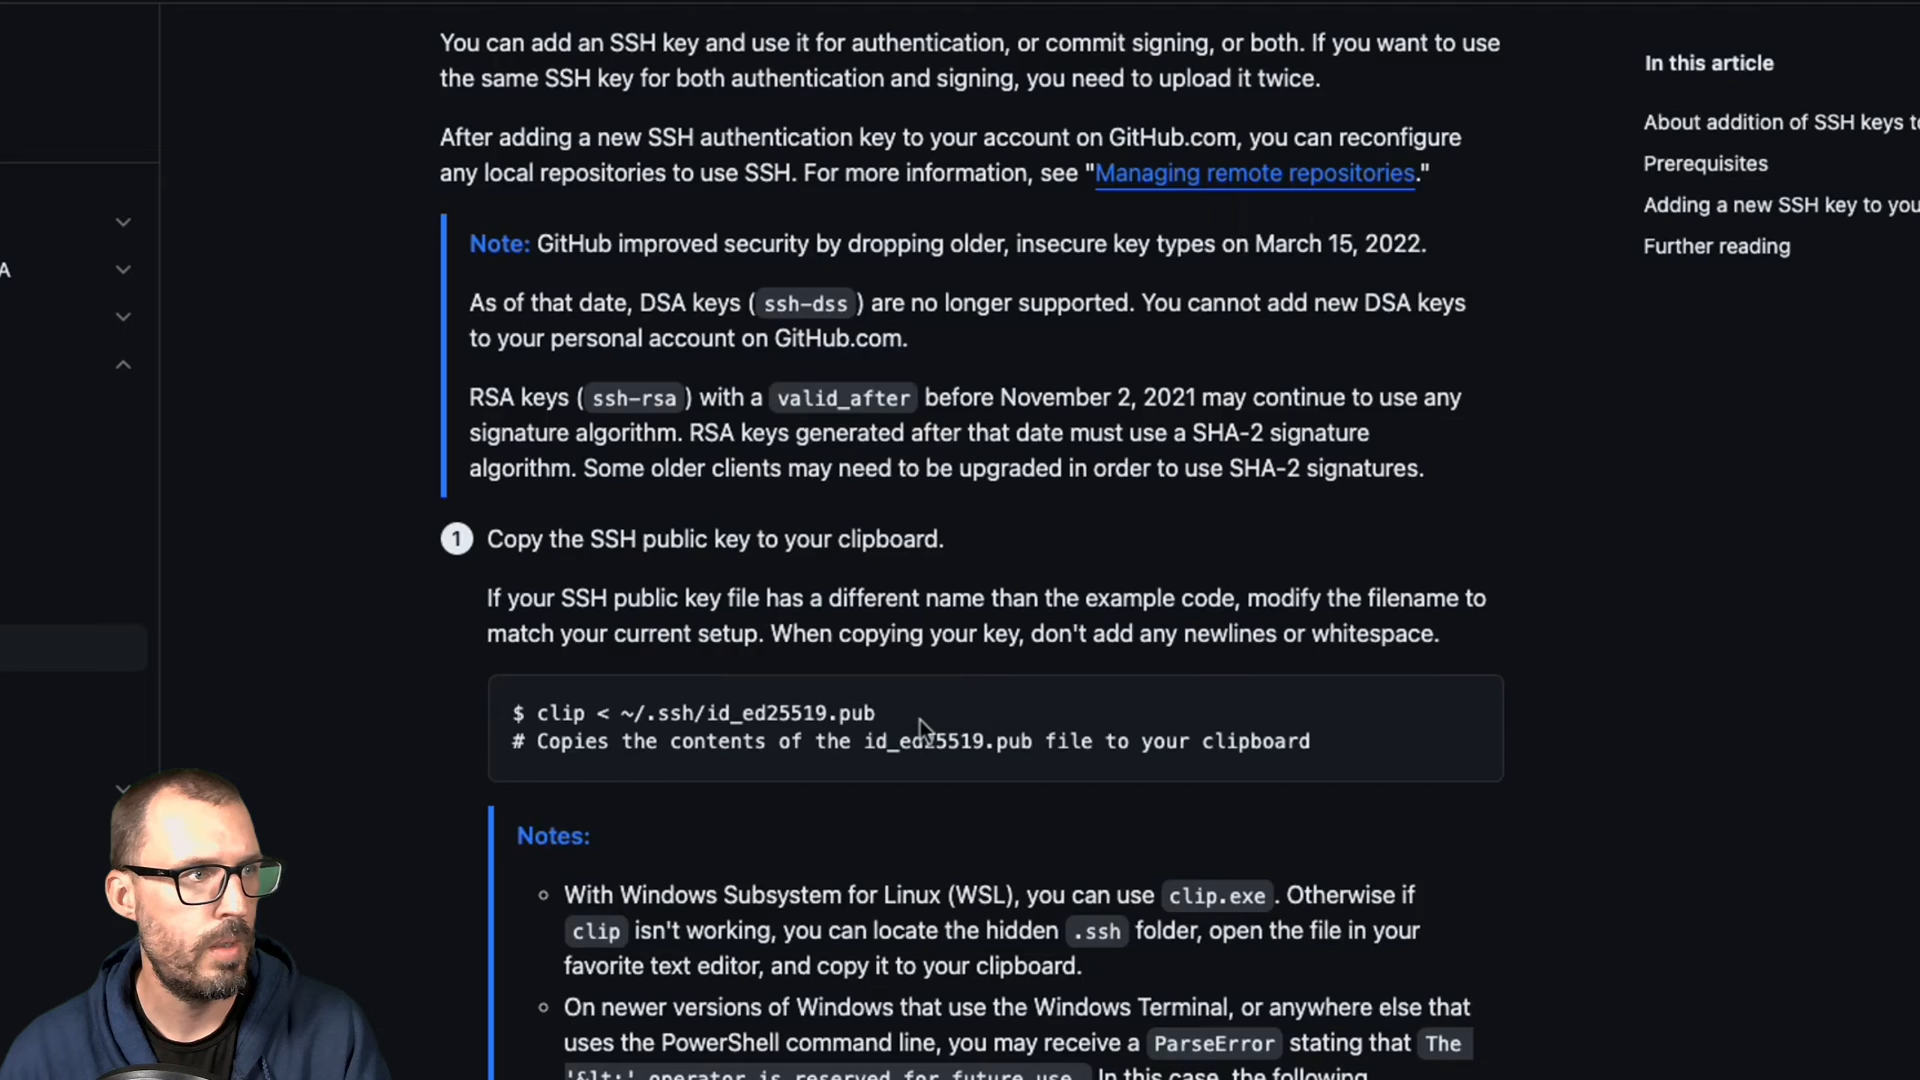 You can add an SSH key and use it for authentication, or commit signing, or both. If you want to use
the same SSH key for both authentication and signing, you need to upload it twice.
After adding a new SSH authentication key to your account on GitHub.com, you can reconfigure
any local repositories to use SSH. For more information, see "Managing remote repositories."
Note: GitHub improved security by dropping older, insecure key types on March 15, 2022.
As of that date, DSA keys ( ssh-dss ) are no longer supported. You cannot add new DSA keys
to your personal account on GitHub.com.
RSA keys ( ssh-rsa ) with a valid_after before November 2, 2021 may continue to use any
signature algorithm. RSA keys generated after that date must use a SHA-2 signature
algorithm. Some older clients may need to be upgraded in order to use SHA-2 signatures.
1 Copy the SSH public key to your clipboard.
If your SSH public key file has a different name than the example code, modify the filename to
match your current setup. When copying your key, don't add any newlines or whitespace.
$ clip < ~/.ssh/id_ed25519.pub
# Copies the contents of the id_ed25519.pub file to your clipboard
Notes:
With Windows Subsystem for Linux (WSL), you can use clip.exe . Otherwise if
clip isn't working, you can locate the hidden .ssh folder, open the file in your
favorite text editor, and copy it to your clipboard.
On newer versions of Windows that use the Windows Terminal, or anywhere else that
uses the PowerShell command line, you may receive a ParseError stating that The
'&lt;' operator is reserved for future use. In this case, the following
In this article
About addition of SSH keys to
Prerequisites
Adding a new SSH key to you
Further reading
A